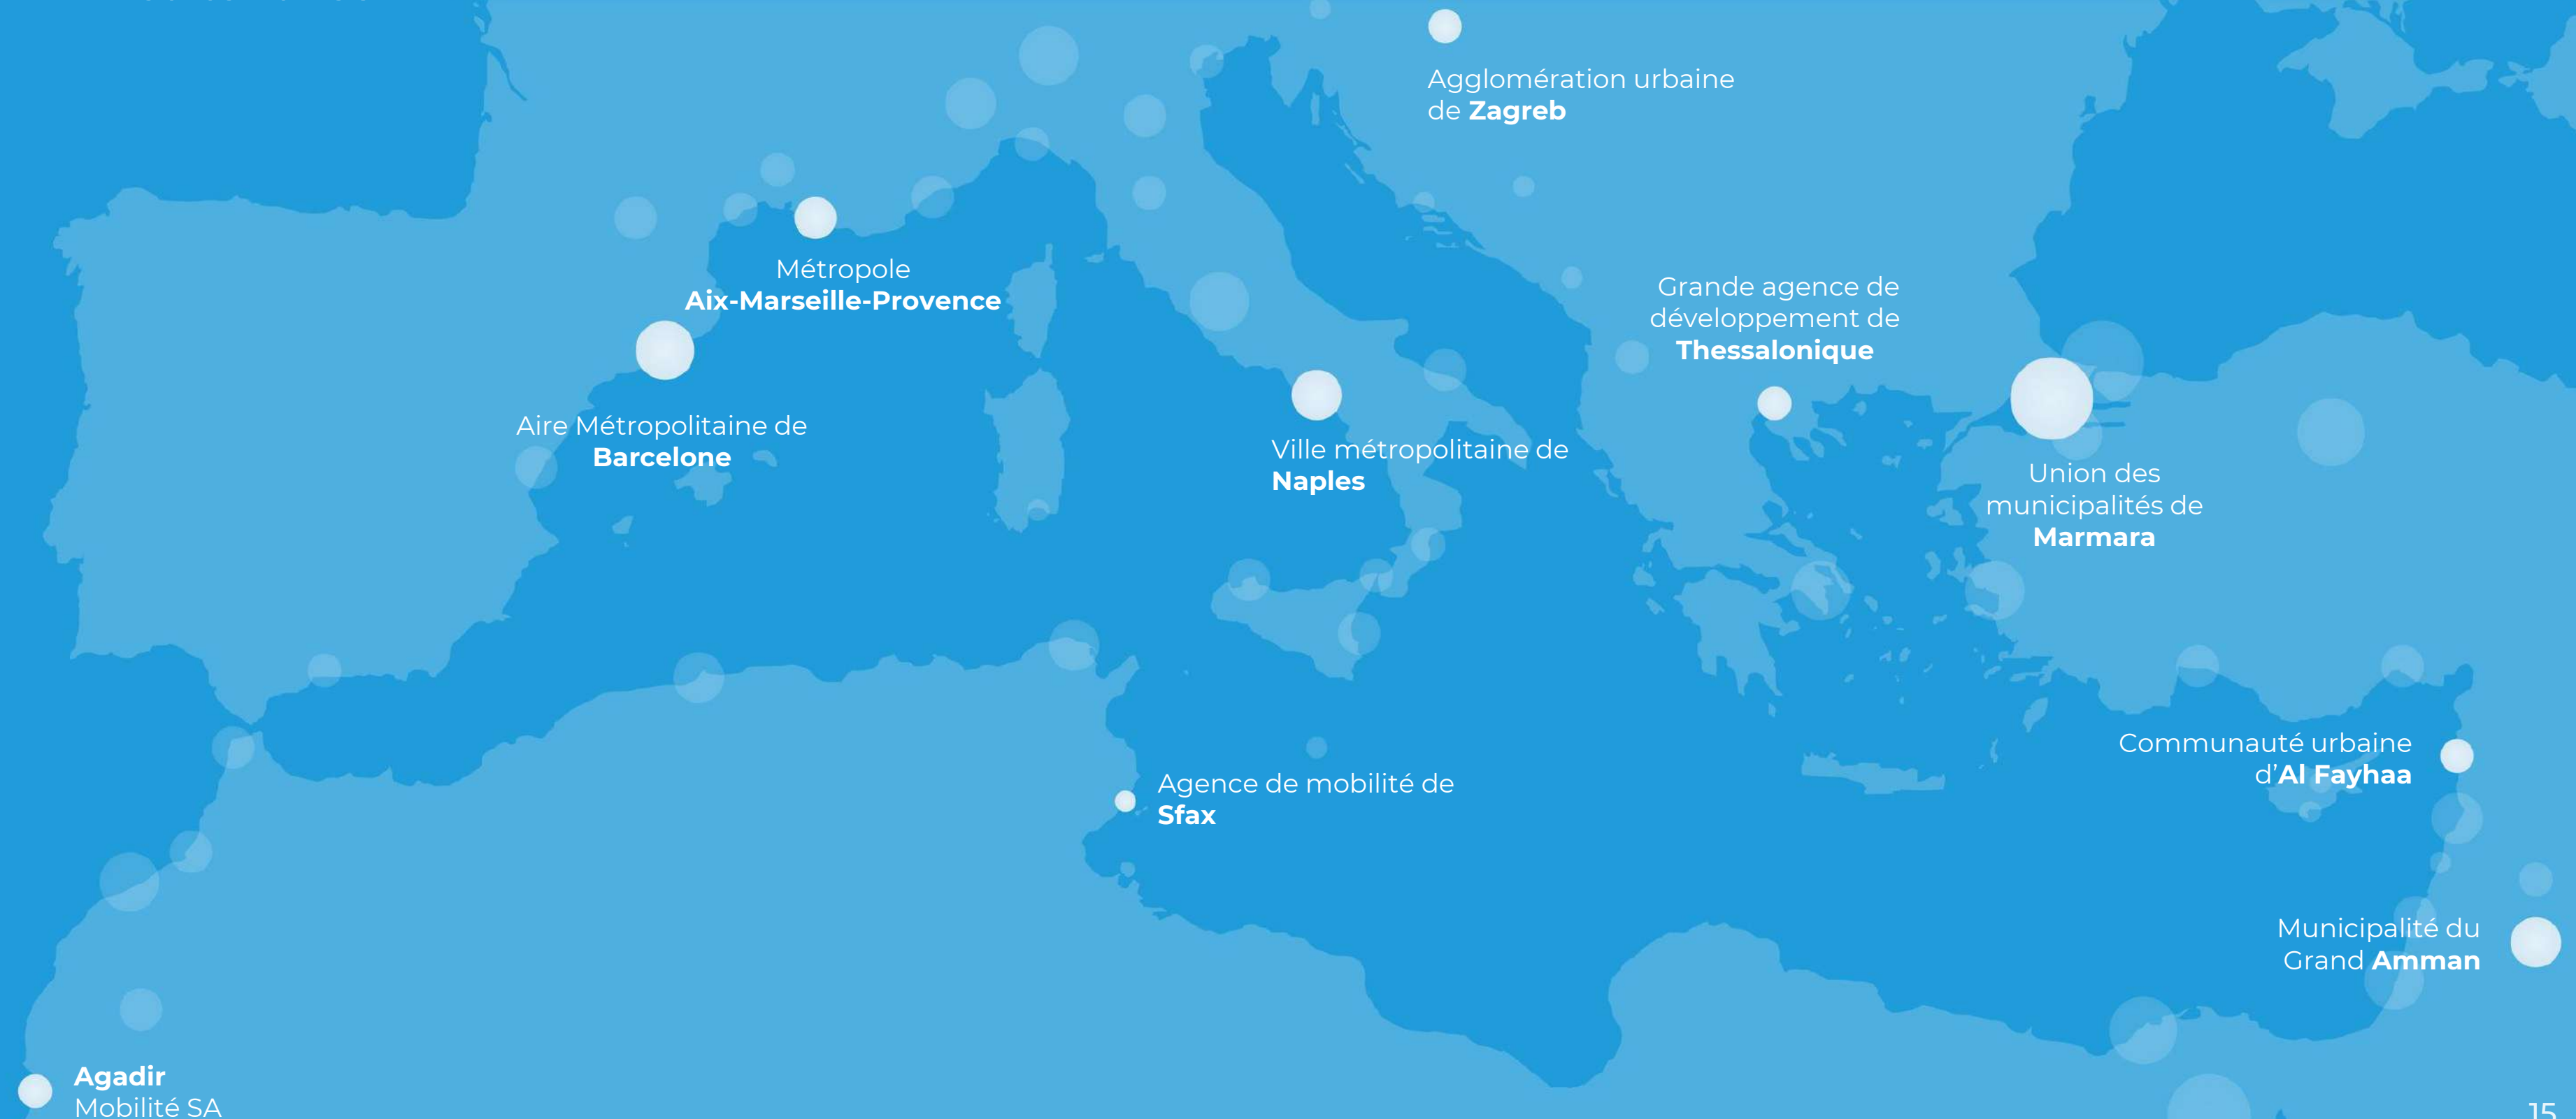 Agglomération urbaine
de Zagreb
Métropole
Aix-Marseille-Provence
Grande agence de
développement de
Thessalonique
Aire Métropolitaine de
Barcelone
Ville métropolitaine de
Naples
Union des
municipalités de
Marmara
Communauté urbaine
d’Al Fayhaa
Agence de mobilité de
Sfax
Municipalité du
Grand Amman
Agadir
Mobilité SA
15